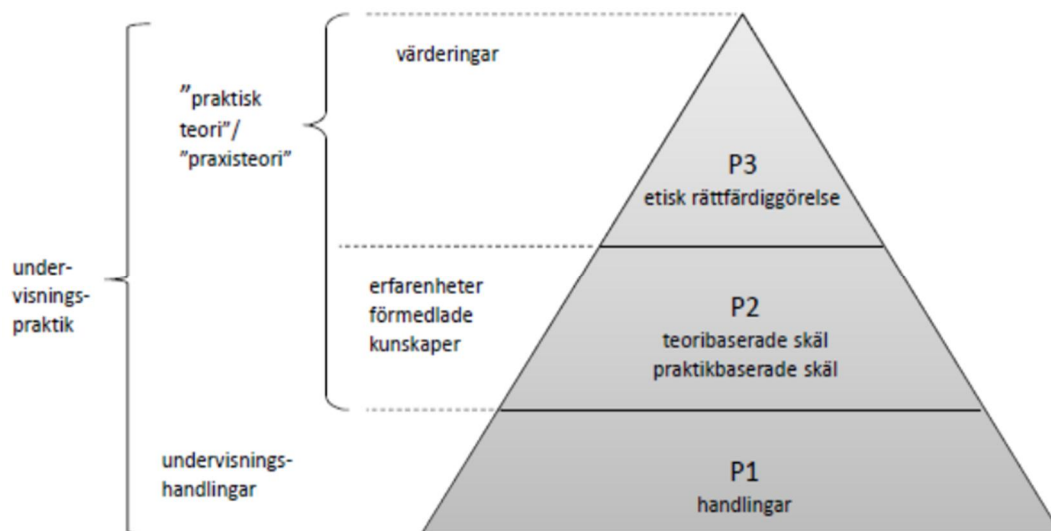 värderingar
”praktisk
teori”/
”praxisteori”
P3
etisk rättfärdiggörelse
under-
visnings-
praktik
erfarenheter
förmedlade
kunskaper
P2
teoribaserade skäl
praktikbaserade skäl
undervisnings-
handlingar
P1
handlingar